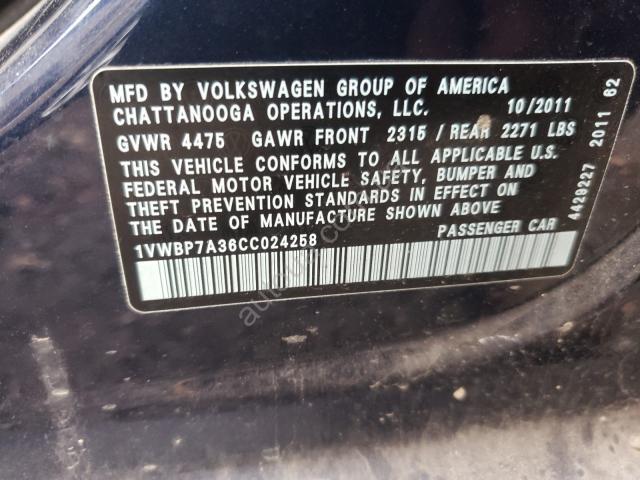 MFD BY VOLKSWAGEN GROUP OF AMERICA
CHATTANOOGA OPERATIONS, LLC. 10/2011
GVWR 4475 GAWR FRONT 2315 / REAR 2271 LBS
THIS VEHICLE CONFORMS TO ALL APPLICABLE U.S.
FEDERAL MOTOR VEHICLE SAFETY, BUMPER AND
THEFT PREVENTION STANDARDS IN EFFECT ON
THE DATE OF MANUFACTURE SHOWN ABOVE.
1VWBP7A36CC024258 PASSENGER CAR
4429227 2011 62